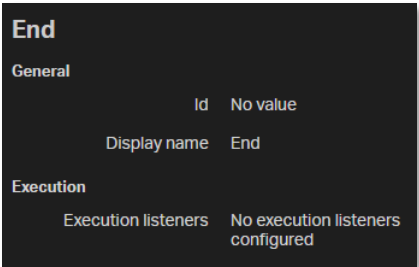 End
General
Id No value
Display name End
Execution
Execution listeners No execution listeners
configured